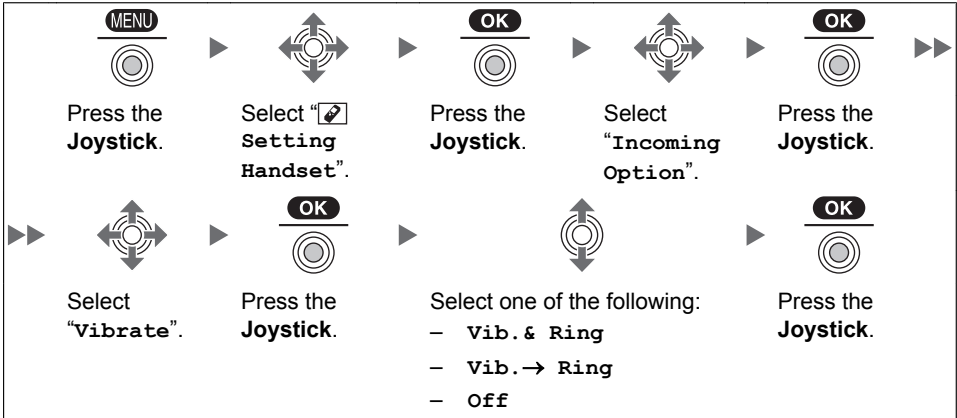 MENU OK OK
Press the Joystick. Select “Setting Handset”. Press the Joystick. Select “Incoming Option”. Press the Joystick.
OK OK
Select “Vibrate”. Press the Joystick. Select one of the following: Press the Joystick.
– Vib.& Ring
– Vib.→ Ring
– Off